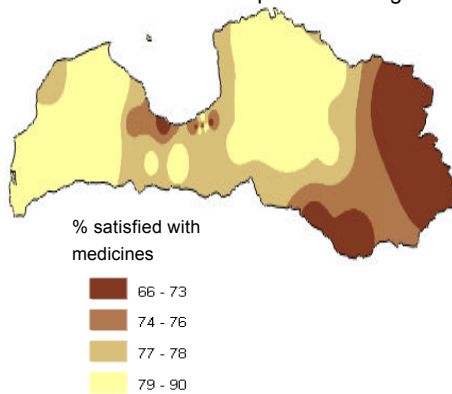 % satisfied with
medicines
66 - 73
74 - 76
77 - 78
79 - 90